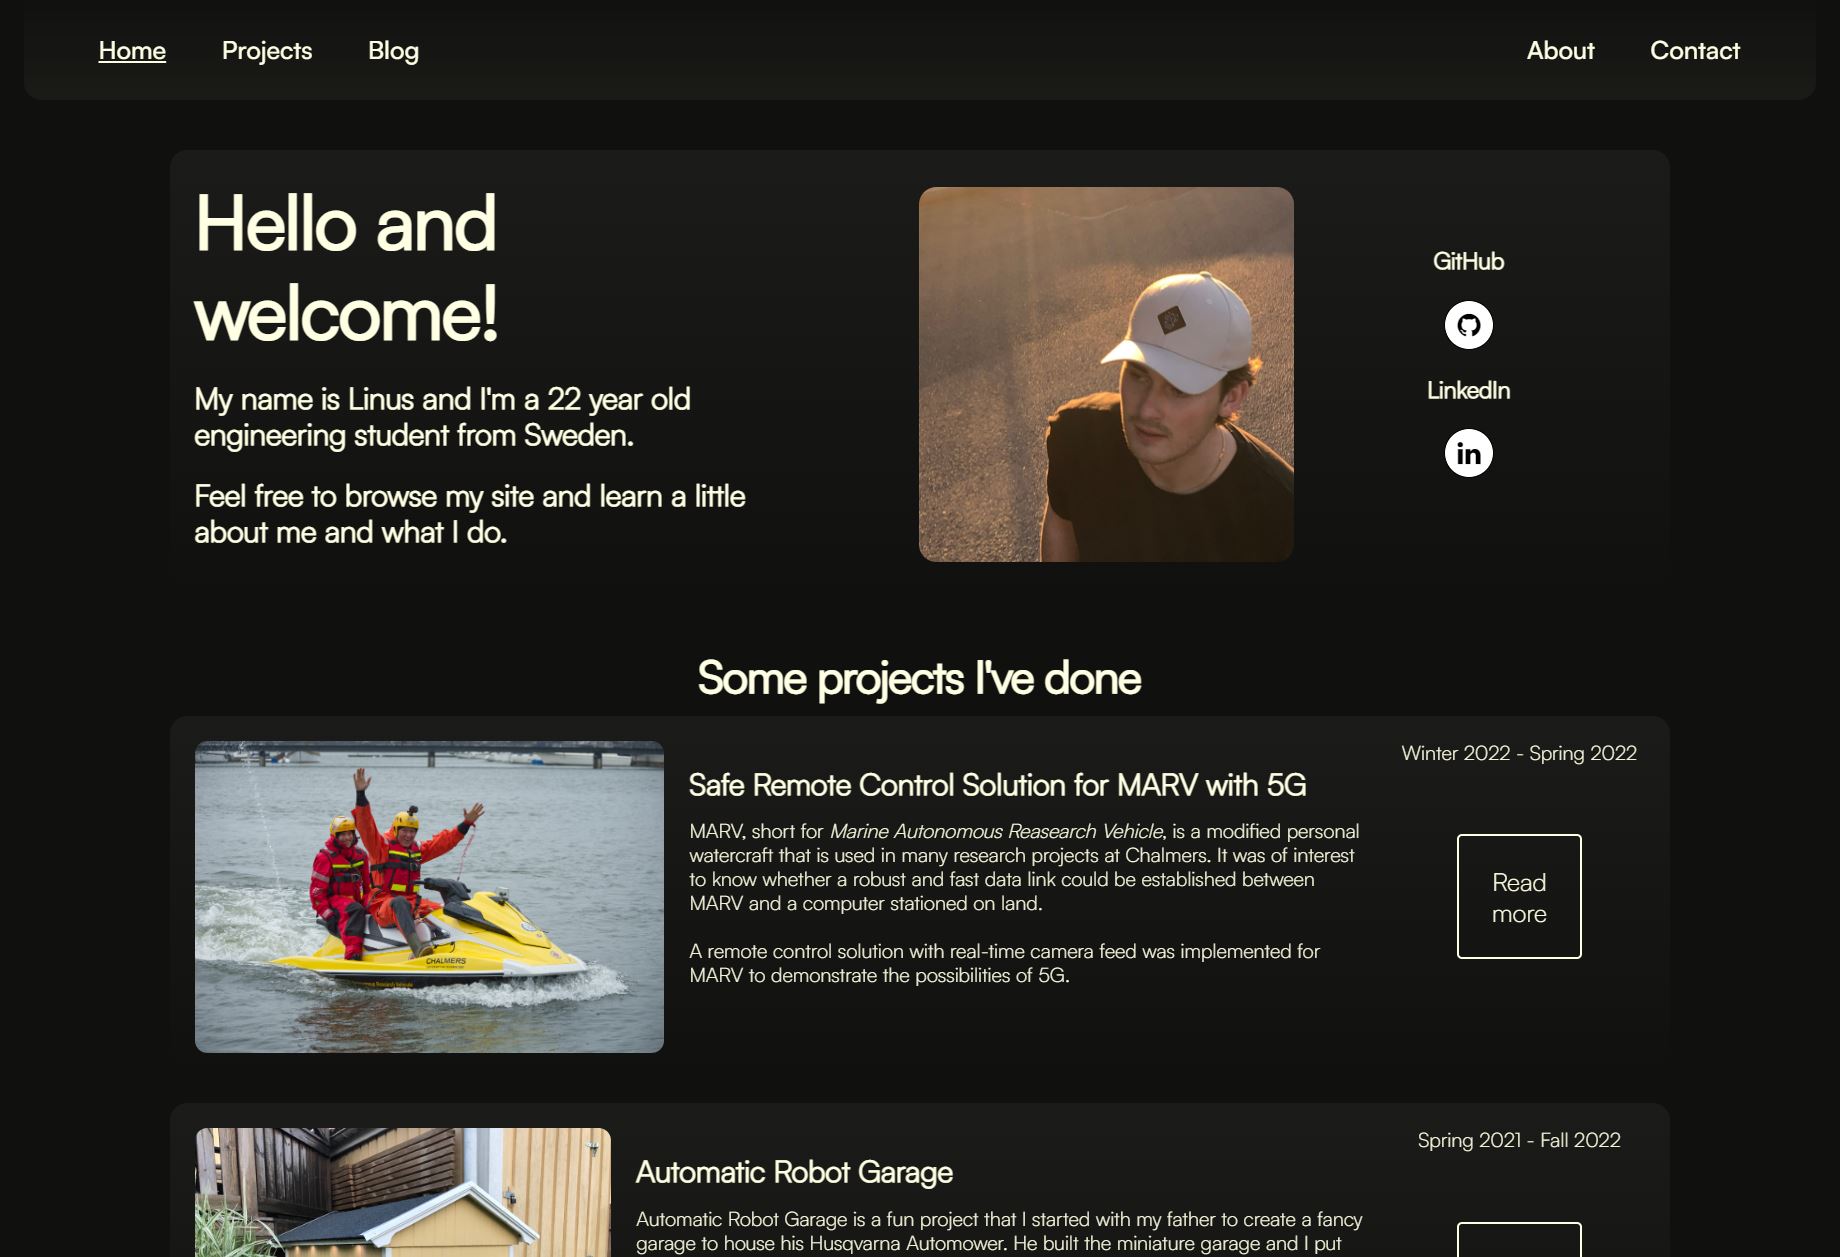 Home Projects Blog About Contact
Hello and
welcome!
My name is Linus and I'm a 22 year old
engineering student from Sweden.
Feel free to browse my site and learn a little
about me and what I do.
GitHub
LinkedIn
in
Some projects I've done
Winter 2022 - Spring 2022
Safe Remote Control Solution for MARV with 5G
MARV, short for Marine Autonomous Reasearch Vehicle, is a modified personal
watercraft that is used in many research projects at Chalmers. It was of interest
to know whether a robust and fast data link could be established between
MARV and a computer stationed on land.
A remote control solution with real-time camera feed was implemented for
MARV to demonstrate the possibilities of 5G.
Read
more
CHALMERS
Spring 2021 - Fall 2022
Automatic Robot Garage
Automatic Robot Garage is a fun project that I started with my father to create a fancy
garage to house his Husqvarna Automower. He built the miniature garage and I put